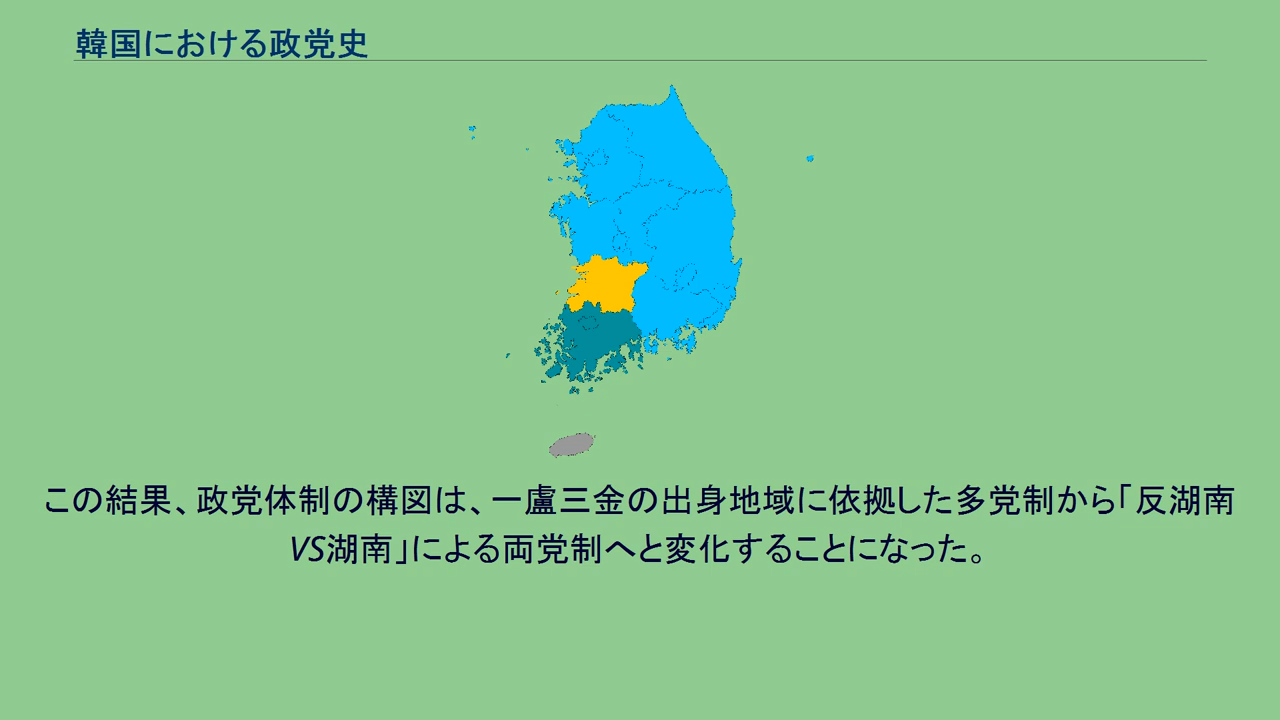 韓国における政党史
この結果、政党体制の構図は、一盧三金の出身地域に依拠した多党制から「反湖南
VS湖南」による両党制へと変化することになった。